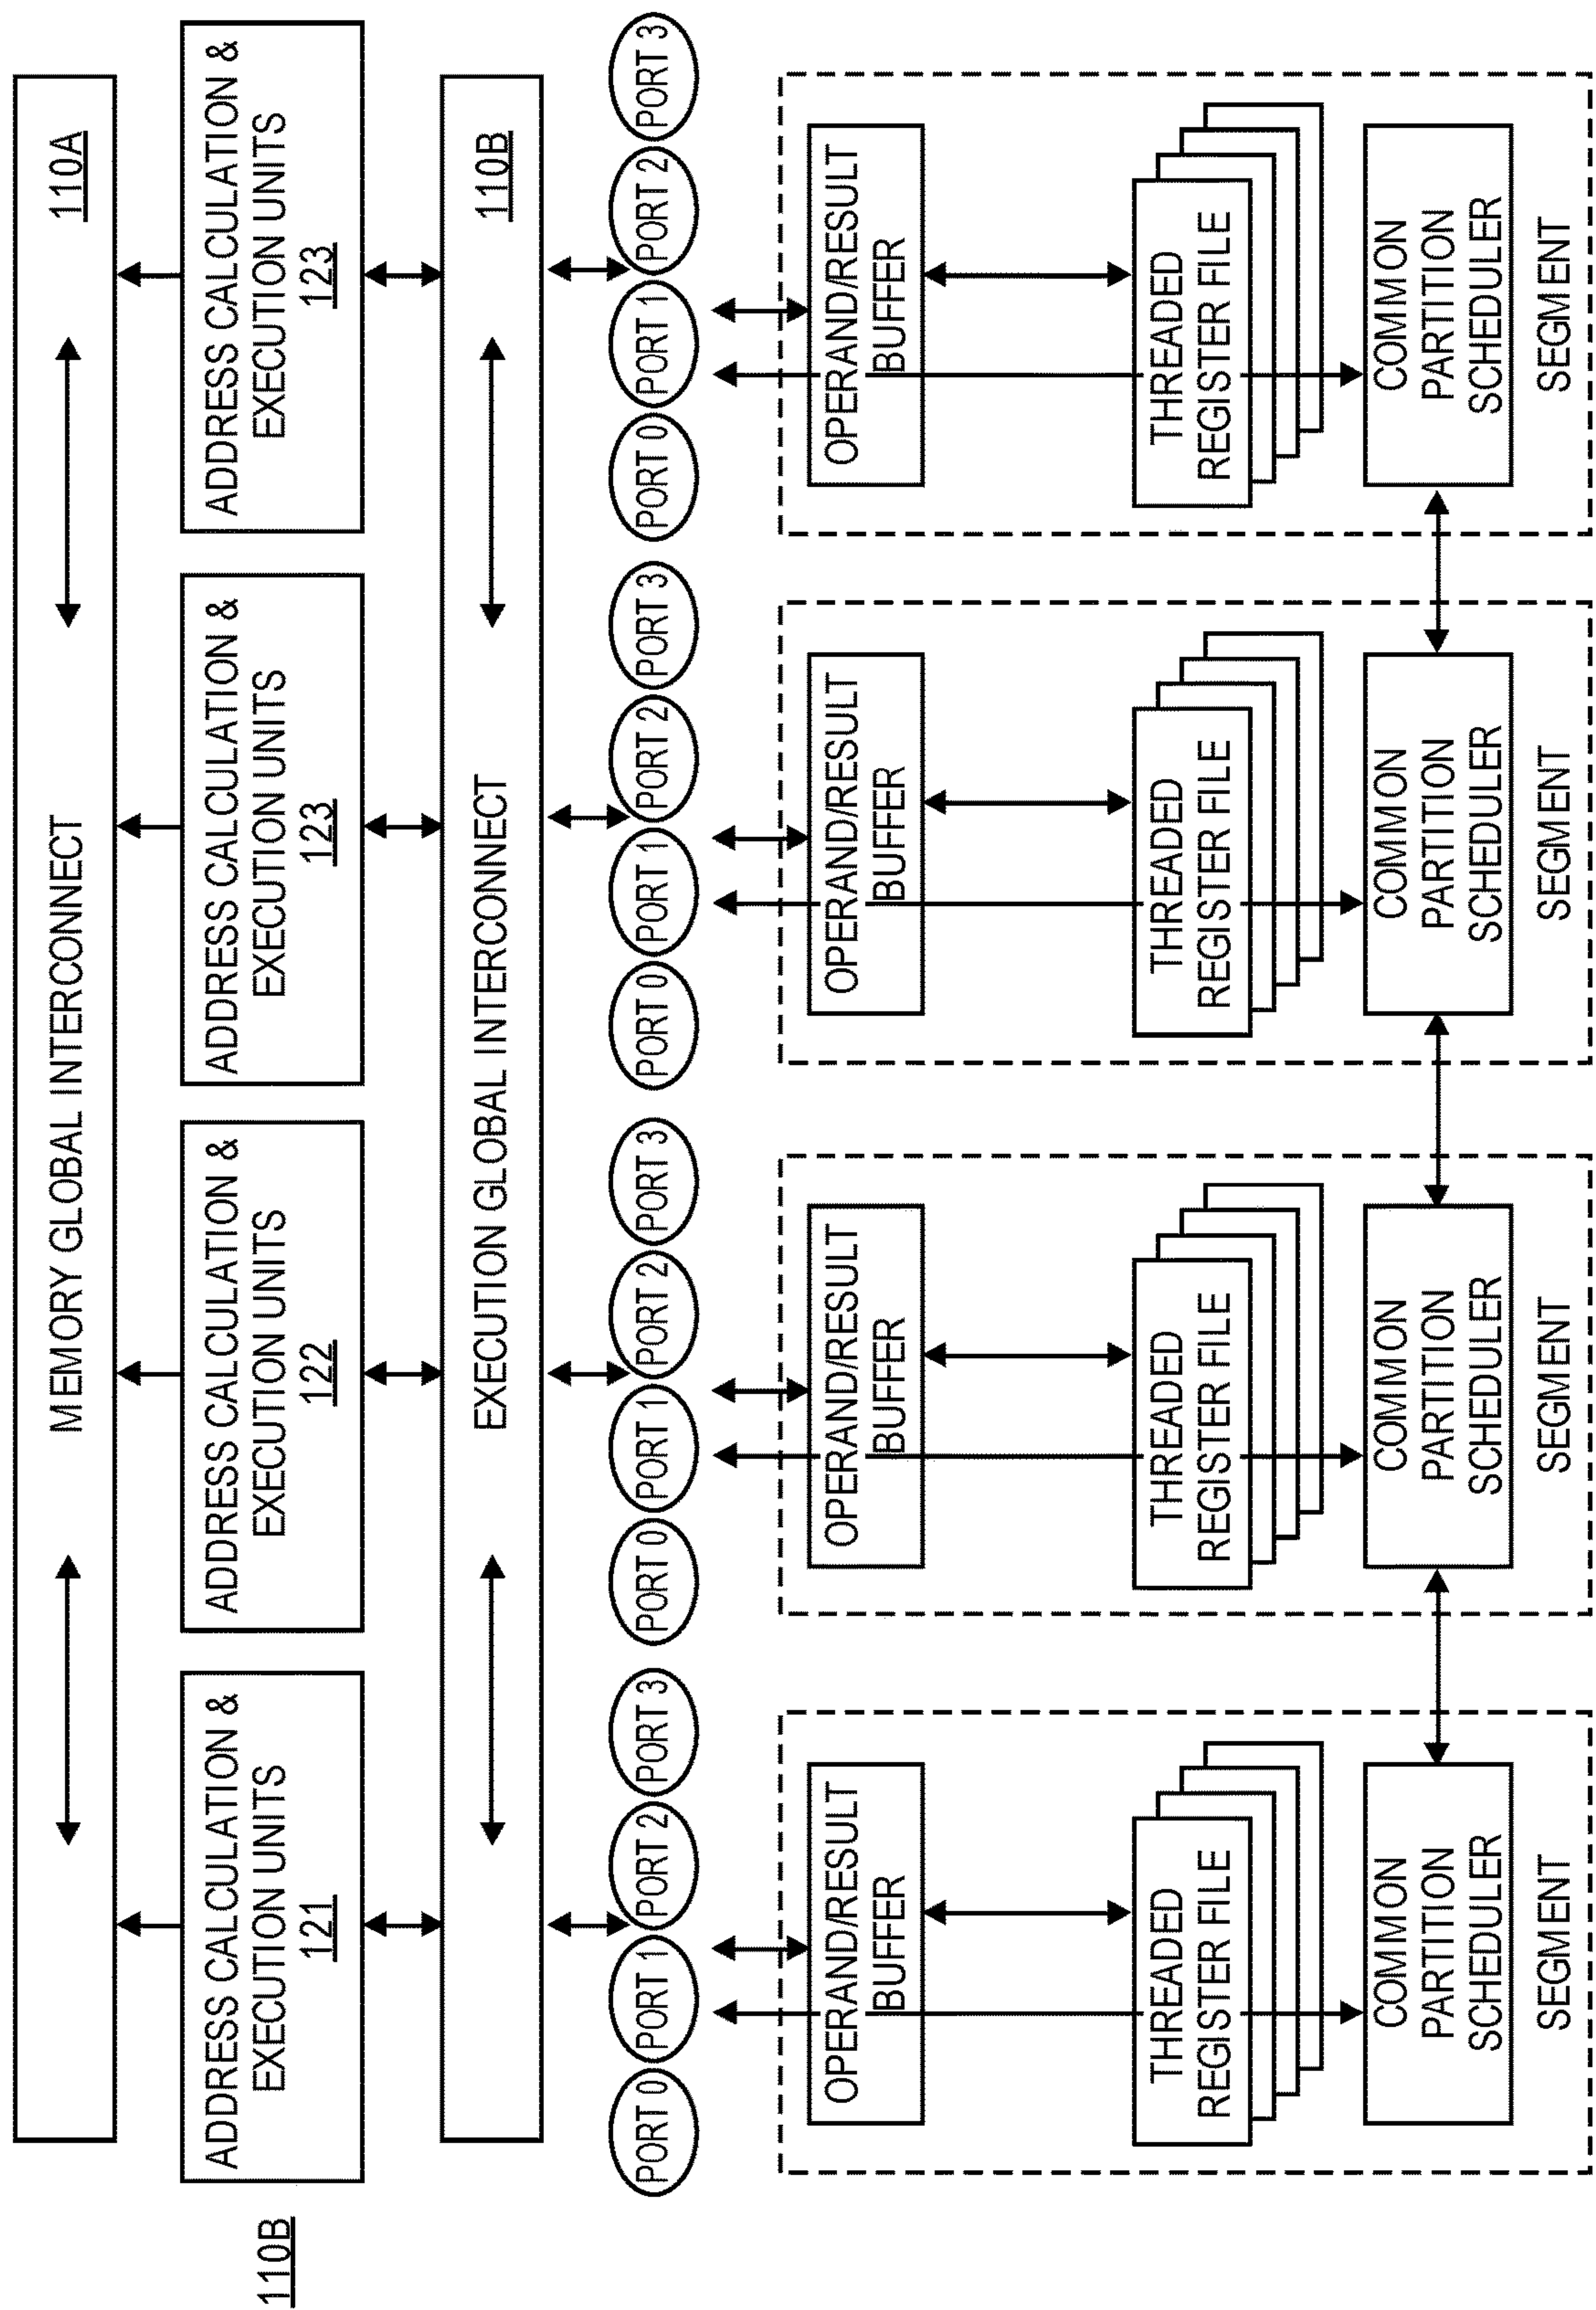 110B
MEMORY GLOBAL INTERCONNECT
110A
ADDRESS CALCULATION &
EXECUTION UNITS
121
ADDRESS CALCULATION &
EXECUTION UNITS
122
ADDRESS CALCULATION &
EXECUTION UNITS
123
ADDRESS CALCULATION &
EXECUTION UNITS
123
EXECUTION GLOBAL INTERCONNECT
110B
PORT 0
PORT 1
PORT 2
PORT 3
PORT 0
PORT 1
PORT 2
PORT 3
PORT 0
PORT 1
PORT 2
PORT 3
PORT 0
PORT 1
PORT 2
PORT 3
OPERAND/RESULT
BUFFER
THREADED
REGISTER FILE
COMMON
PARTITION
SCHEDULER
SEGMENT
OPERAND/RESULT
BUFFER
THREADED
REGISTER FILE
COMMON
PARTITION
SCHEDULER
SEGMENT
OPERAND/RESULT
BUFFER
THREADED
REGISTER FILE
COMMON
PARTITION
SCHEDULER
SEGMENT
OPERAND/RESULT
BUFFER
THREADED
REGISTER FILE
COMMON
PARTITION
SCHEDULER
SEGMENT